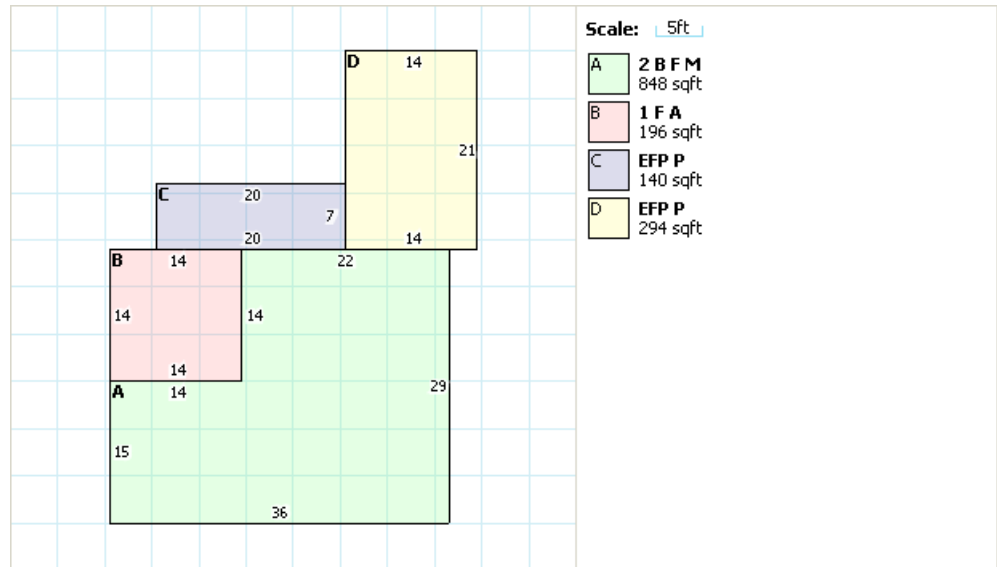 Scale: 5ft
A 2 B F M
848 sqft
B 1 F A
196 sqft
C EFP P
140 sqft
D EFP P
294 sqft
D 14
21
C 20
7
20 14
B 14 22
14 14
14
A 14
29
15
36